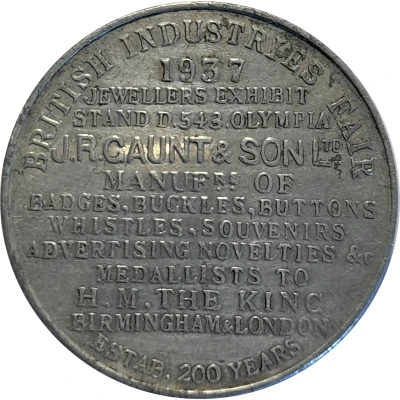 BRITISH INDUSTRIES FAIR
1937
JEWELLERS EXHIBIT
STAND D.543.OLYMPIA
J.R.GAUNT & SON LTD
MANUFRS OF
BADGES, BUCKLES, BUTTONS
WHISTLES, SOUVENIRS
ADVERTISING NOVELTIES &c
MEDALLISTS TO
H.M. THE KING
BIRMINGHAM & LONDON
ESTAB. 200 YEARS